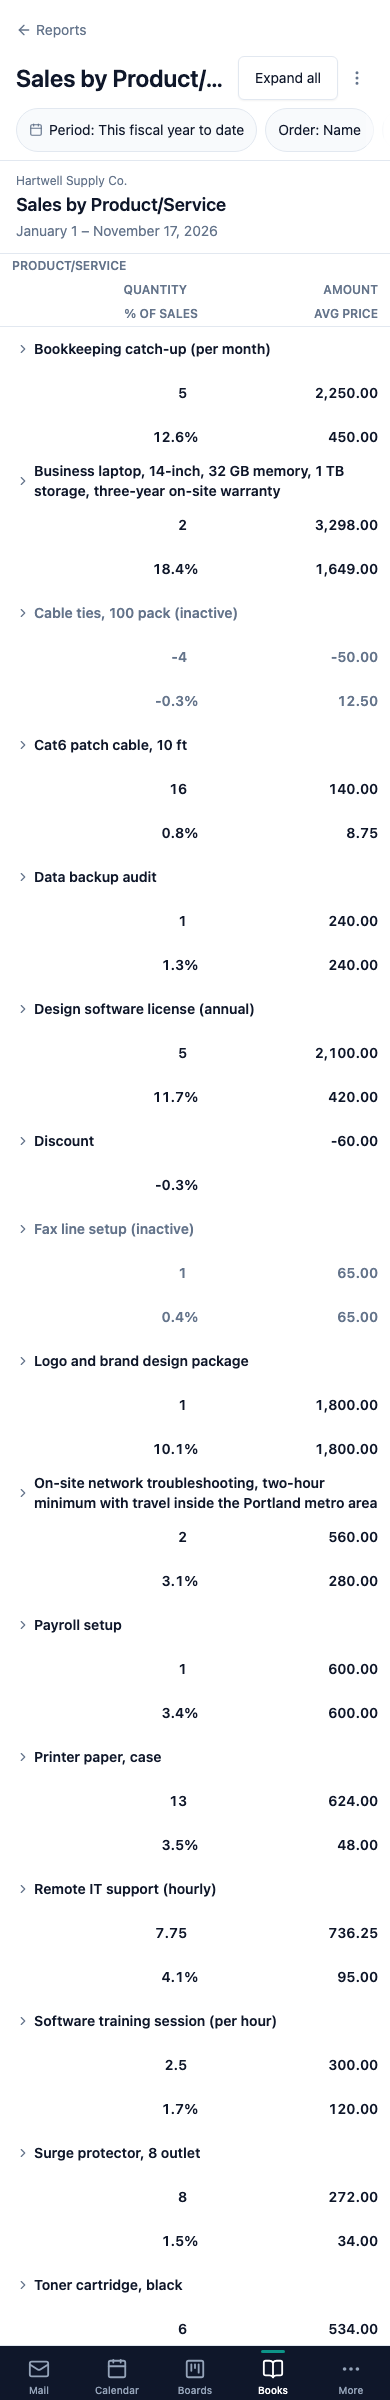 Reports
Sales by Product/...
Expand all
Period: This fiscal year to date
Order: Name
Hartwell Supply Co.
Sales by Product/Service
January 1 – November 17, 2026
PRODUCT/SERVICE
QUANTITY AMOUNT
% OF SALES AVG PRICE
Bookkeeping catch-up (per month)
5 2,250.00
12.6% 450.00
Business laptop, 14-inch, 32 GB memory, 1 TB
storage, three-year on-site warranty
2 3,298.00
18.4% 1,649.00
Cable ties, 100 pack (inactive)
-4 -50.00
-0.3% 12.50
Cat6 patch cable, 10 ft
16 140.00
0.8% 8.75
Data backup audit
1 240.00
1.3% 240.00
Design software license (annual)
5 2,100.00
11.7% 420.00
Discount -60.00
-0.3%
Fax line setup (inactive)
1 65.00
0.4% 65.00
Logo and brand design package
1 1,800.00
10.1% 1,800.00
On-site network troubleshooting, two-hour
minimum with travel inside the Portland metro area
2 560.00
3.1% 280.00
Payroll setup
1 600.00
3.4% 600.00
Printer paper, case
13 624.00
3.5% 48.00
Remote IT support (hourly)
7.75 736.25
4.1% 95.00
Software training session (per hour)
2.5 300.00
1.7% 120.00
Surge protector, 8 outlet
8 272.00
1.5% 34.00
Toner cartridge, black
6 534.00
Mail Calendar Boards Books More